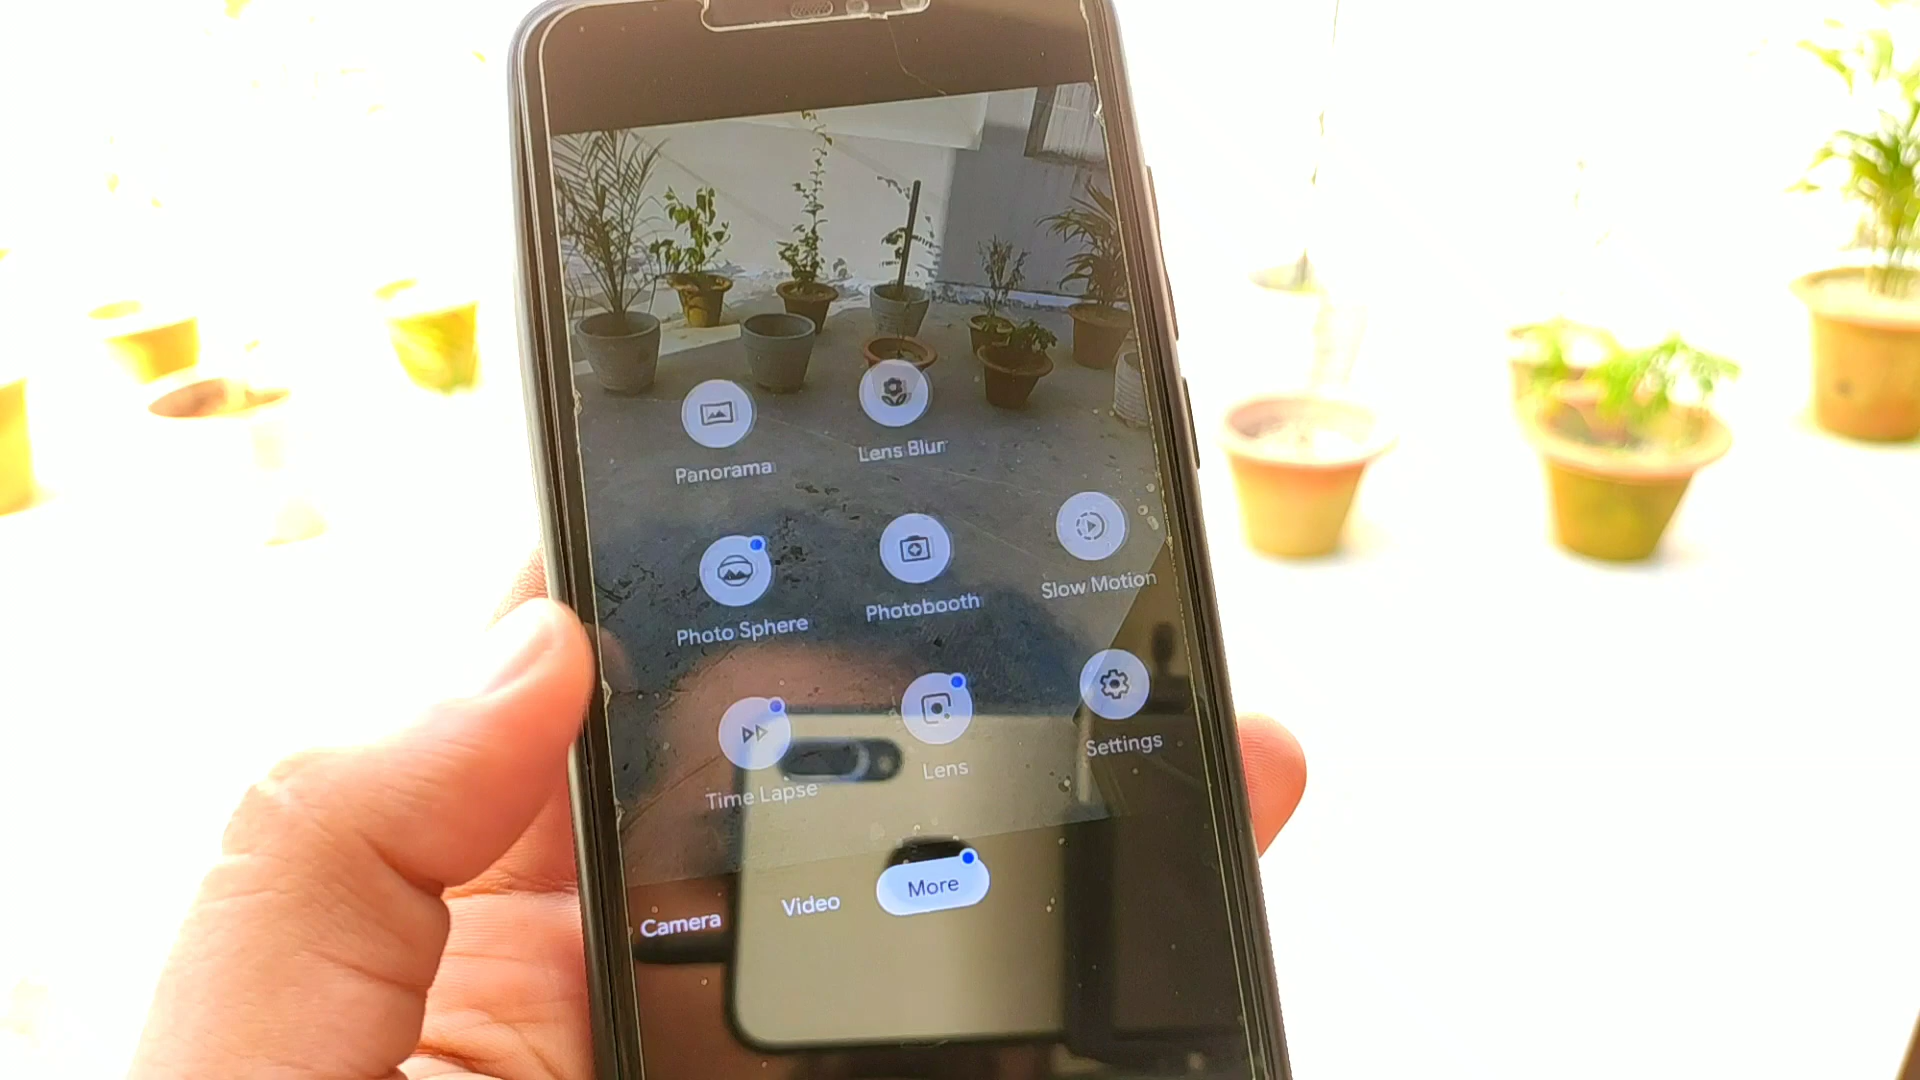 Panorama
Lens Blur
Photo Sphere
Photobooth
Slow Motion
Time Lapse
Lens
Settings
Camera
Video
More